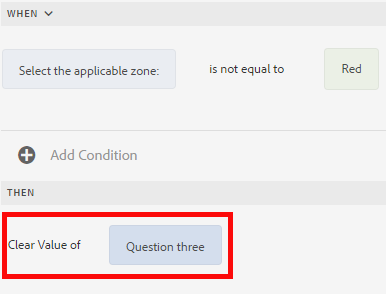 WHEN
Select the applicable zone: is not equal to Red
Add Condition
THEN
Clear Value of Question three